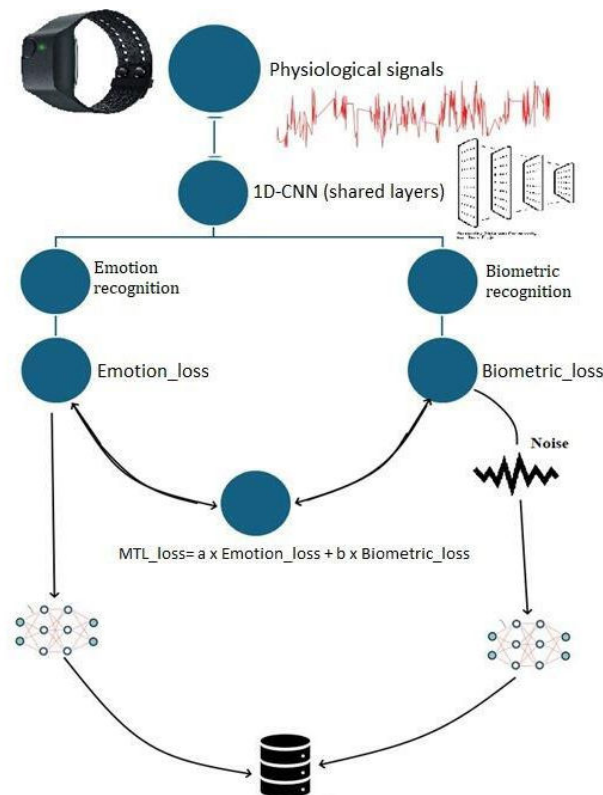 Physiological signals
1D-CNN (shared layers)
Emotion
recognition
Biometric
recognition
Emotion_loss
Biometric_loss
Noise
MTL_loss= a x Emotion_loss + b x Biometric_loss